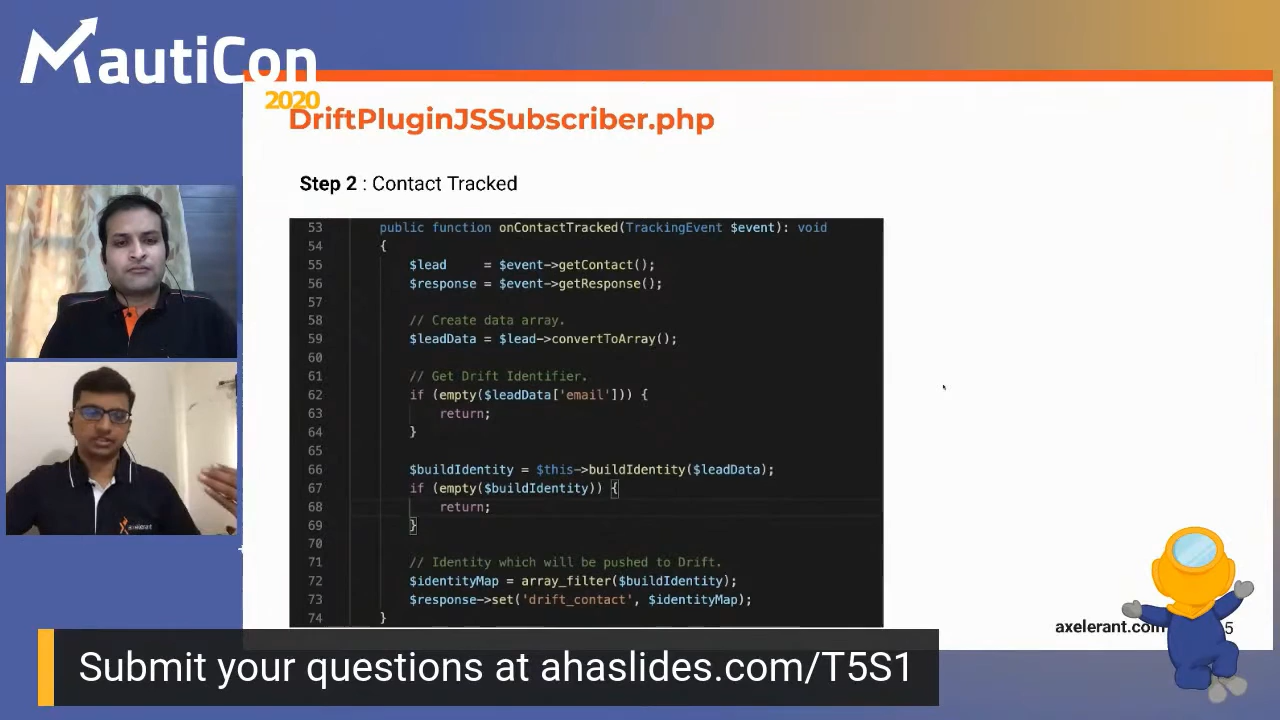 MautiCon
2020
DriftPluginJSSubscriber.php
Step 2 : Contact Tracked
53 public function onContactTracked(TrackingEvent $event): void
54 {
55 $lead = $event->getContact();
56 $response = $event->getResponse();
57
58 // Create data array.
59 $leadData = $lead->convertToArray();
60
61 // Get Drift Identifier.
62 if (empty($leadData['email'])) {
63 return;
64 }
65
66 $buildIdentity = $this->buildIdentity($leadData);
67 if (empty($buildIdentity)) {
68 return;
69 }
70
71 // Identity which will be pushed to Drift.
72 $identityMap = array_filter($buildIdentity);
73 $response->set('drift_contact', $identityMap);
74 }
axelerant
axelerant.com
5
Submit your questions at ahaslides.com/T5S1